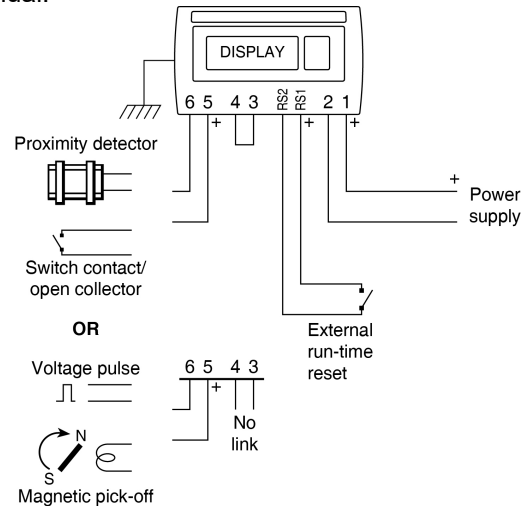 DISPLAY
6 5 4 3 RS2 RS1 2 1
+ + +
Proximity detector
+
Power
supply
Switch contact/
open collector
External
run-time
reset
OR
Voltage pulse
6 5 4 3
+
No
link
N
S
Magnetic pick-off